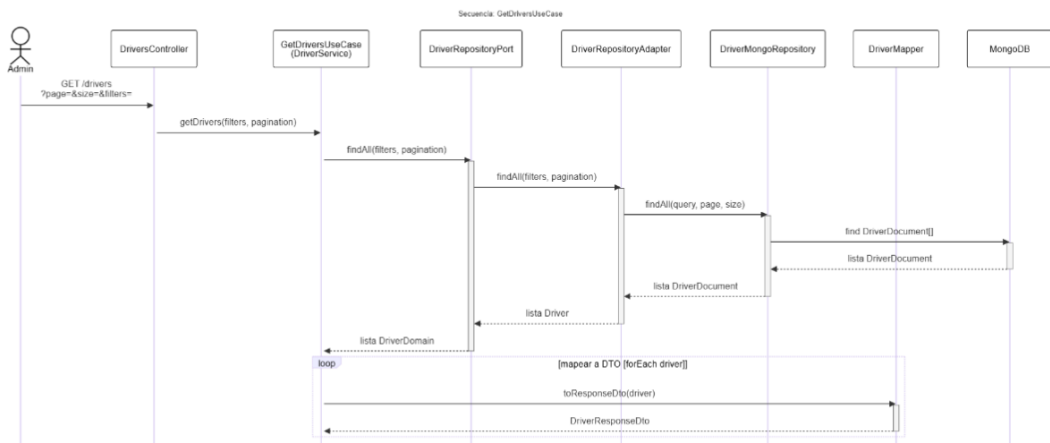 Secuencia: GetDriversUseCase
Admin
DriversController
GetDriversUseCase
(DriverService)
DriverRepositoryPort
DriverRepositoryAdapter
DriverMongoRepository
DriverMapper
MongoDB
GET /drivers
?page=&size=&filters=
getDrivers(filters, pagination)
findAll(filters, pagination)
findAll(filters, pagination)
findAll(query, page, size)
find DriverDocument[]
lista DriverDocument
lista DriverDocument
lista Driver
lista DriverDomain
loop
[mapear a DTO [forEach driver]]
toResponseDto(driver)
DriverResponseDto